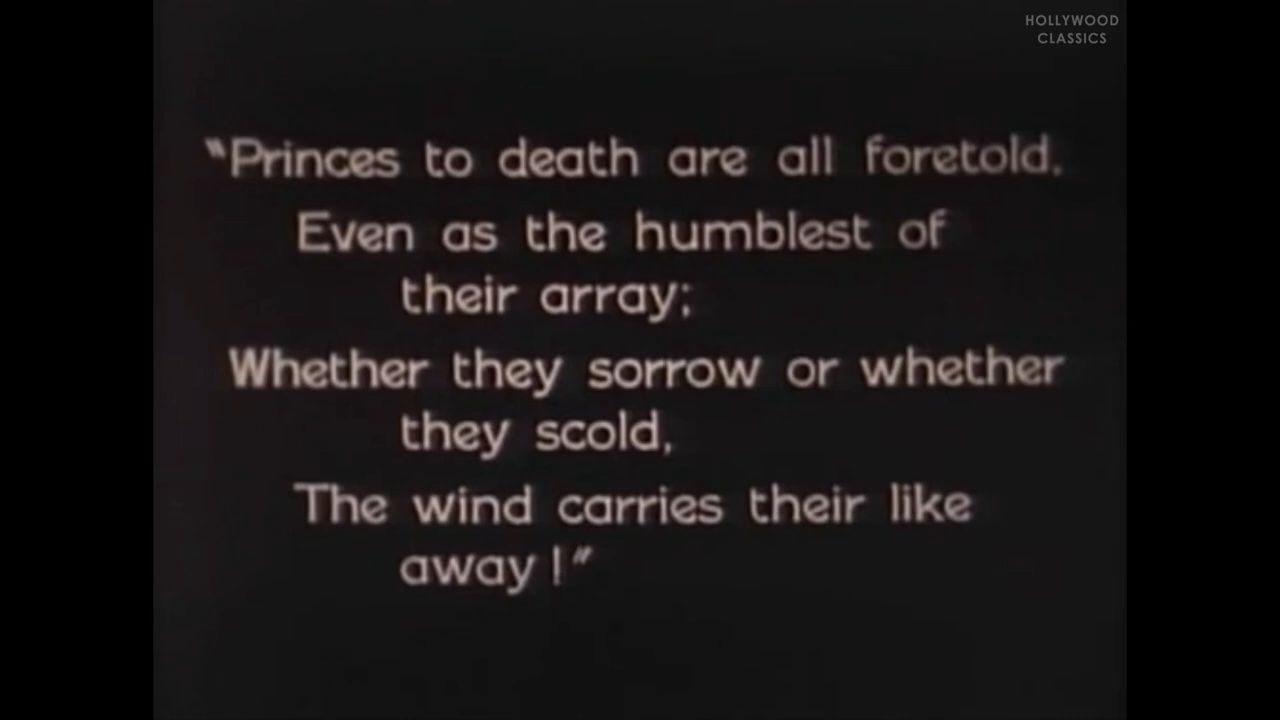 HOLLYWOOD
CLASSICS
"Princes to death are all foretold.
Even as the humblest of
their array;
Whether they sorrow or whether
they scold,
The wind carries their like
away!"